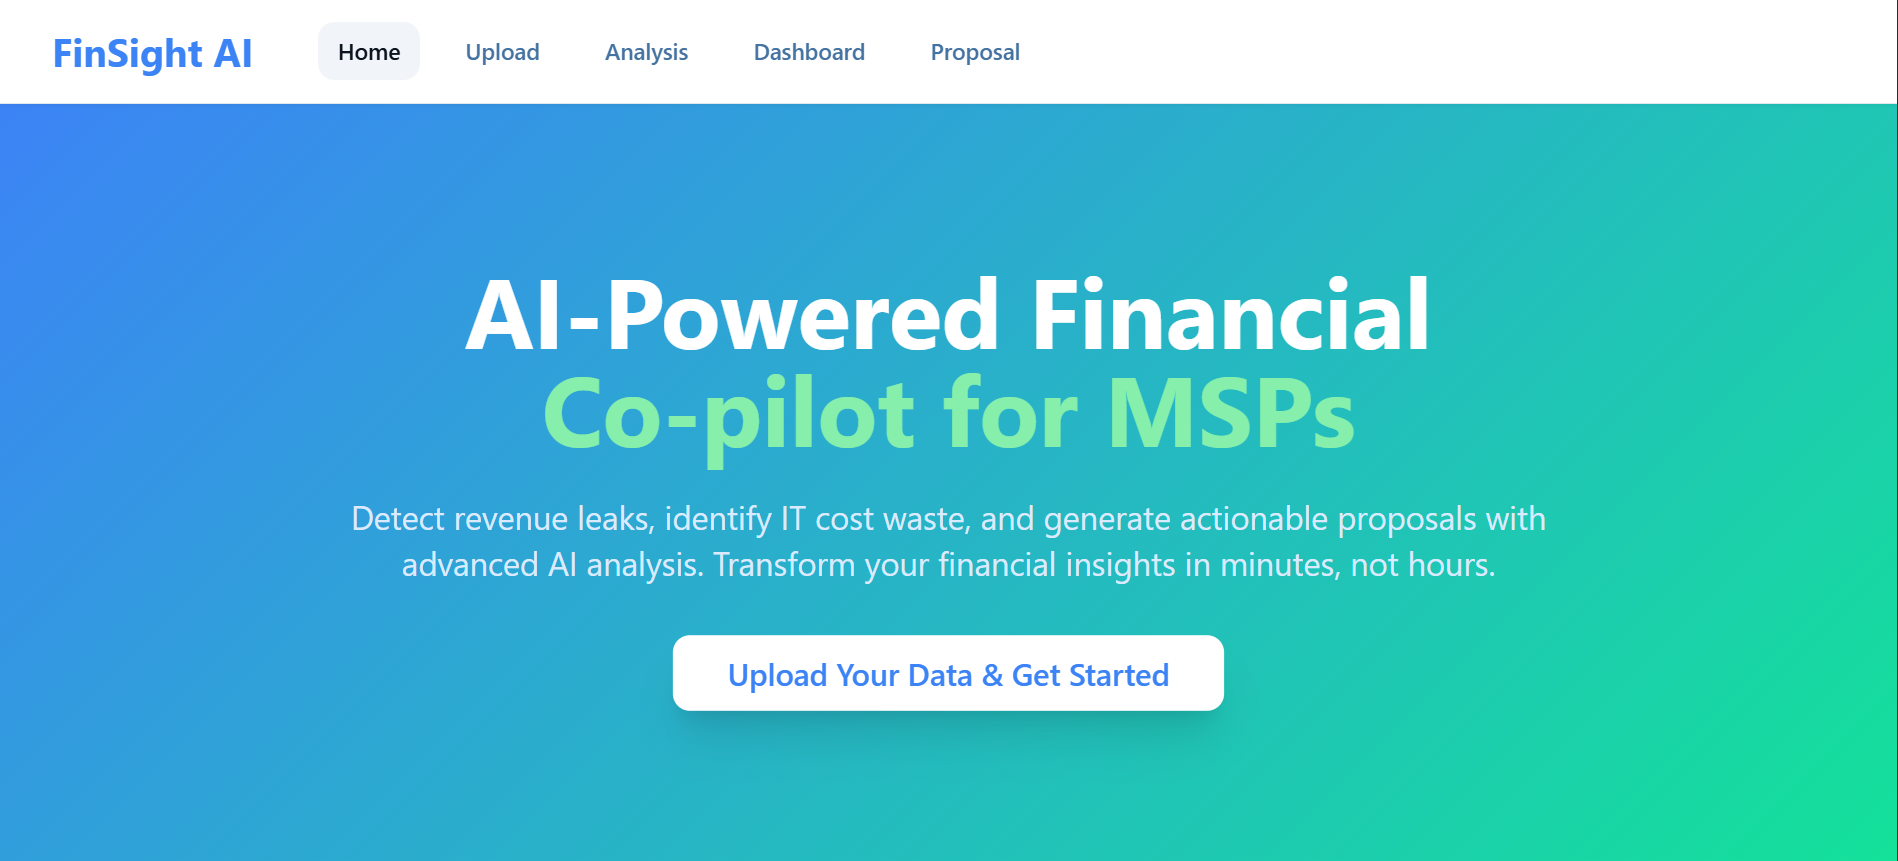 FinSight AI
Home
Upload
Analysis
Dashboard
Proposal
AI-Powered Financial
Co-pilot for MSPs
Detect revenue leaks, identify IT cost waste, and generate actionable proposals with
advanced AI analysis. Transform your financial insights in minutes, not hours.
Upload Your Data & Get Started